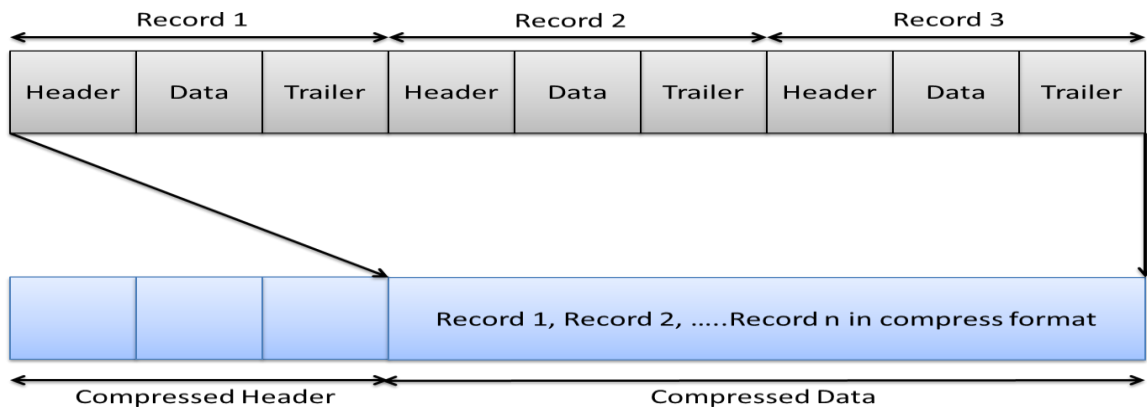 Record 1 Record 2 Record 3
Header Data Trailer Header Data Trailer Header Data Trailer
Record 1, Record 2, .....Record n in compress format
Compressed Header Compressed Data